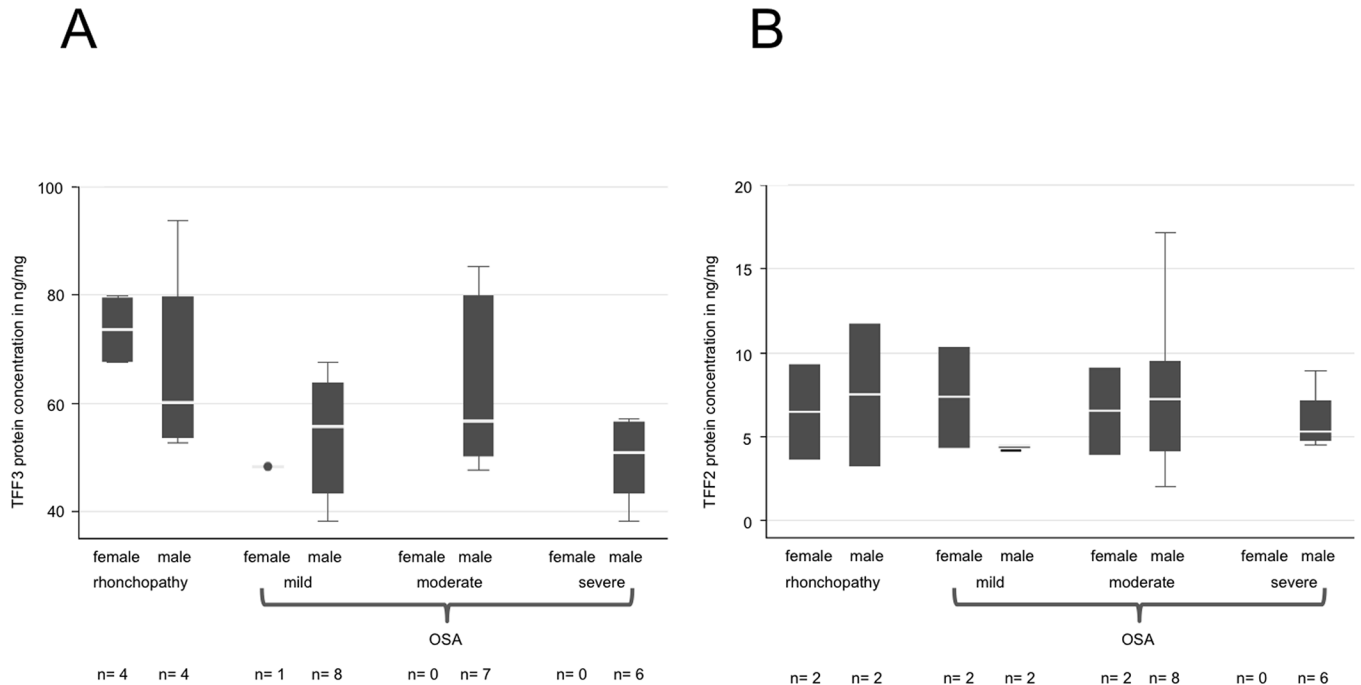 A
B
TFF3 protein concentration in ng/mg
100
80
60
40
female male female male female male female male
rhonchopathy mild moderate severe
OSA
n= 4 n= 4 n= 1 n= 8 n= 0 n= 7 n= 0 n= 6
TFF2 protein concentration in ng/mg
20
15
10
5
0
female male female male female male female male
rhonchopathy mild moderate severe
OSA
n= 2 n= 2 n= 2 n= 2 n= 2 n= 8 n= 0 n= 6